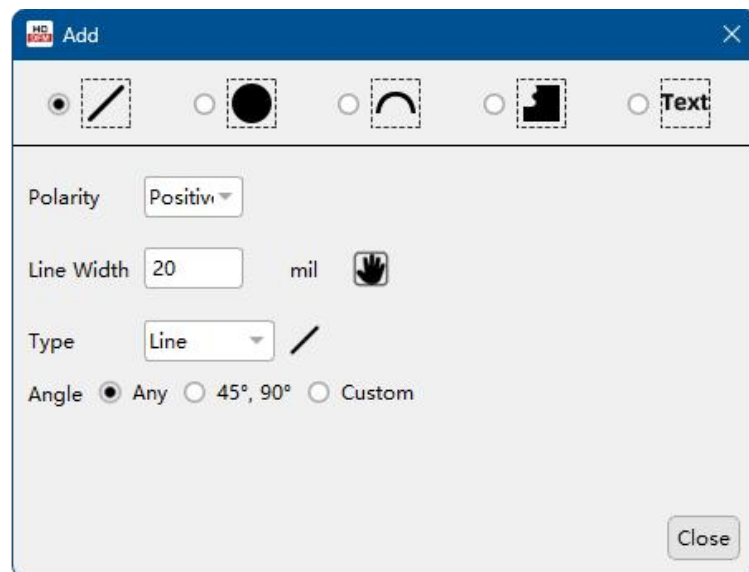 HQ
DFM
Add
Text
Polarity Positiv
Line Width 20 mil
Type Line
Angle Any 45°, 90° Custom
Close